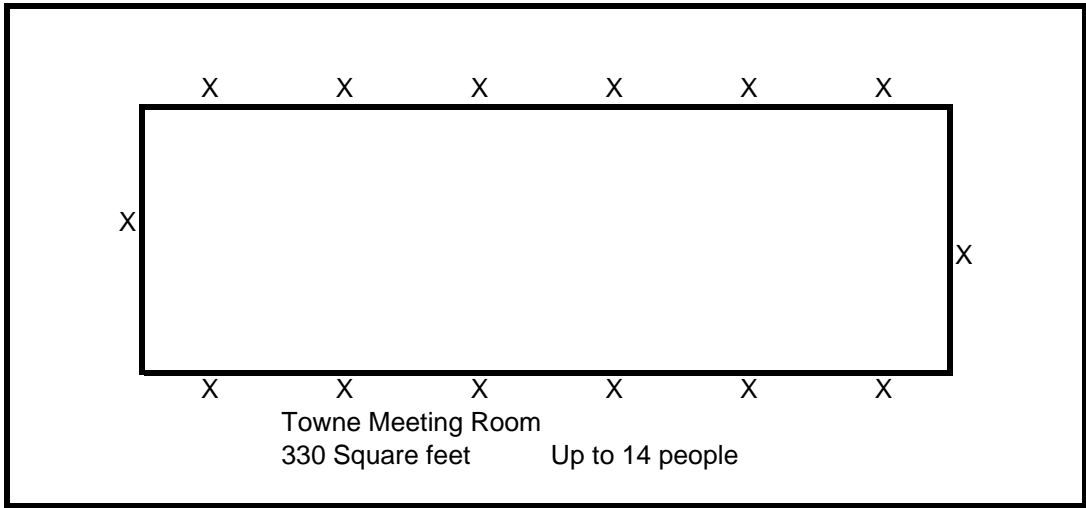 X X X X X X
X
X
X X X X X X
Towne Meeting Room
330 Square feet Up to 14 people